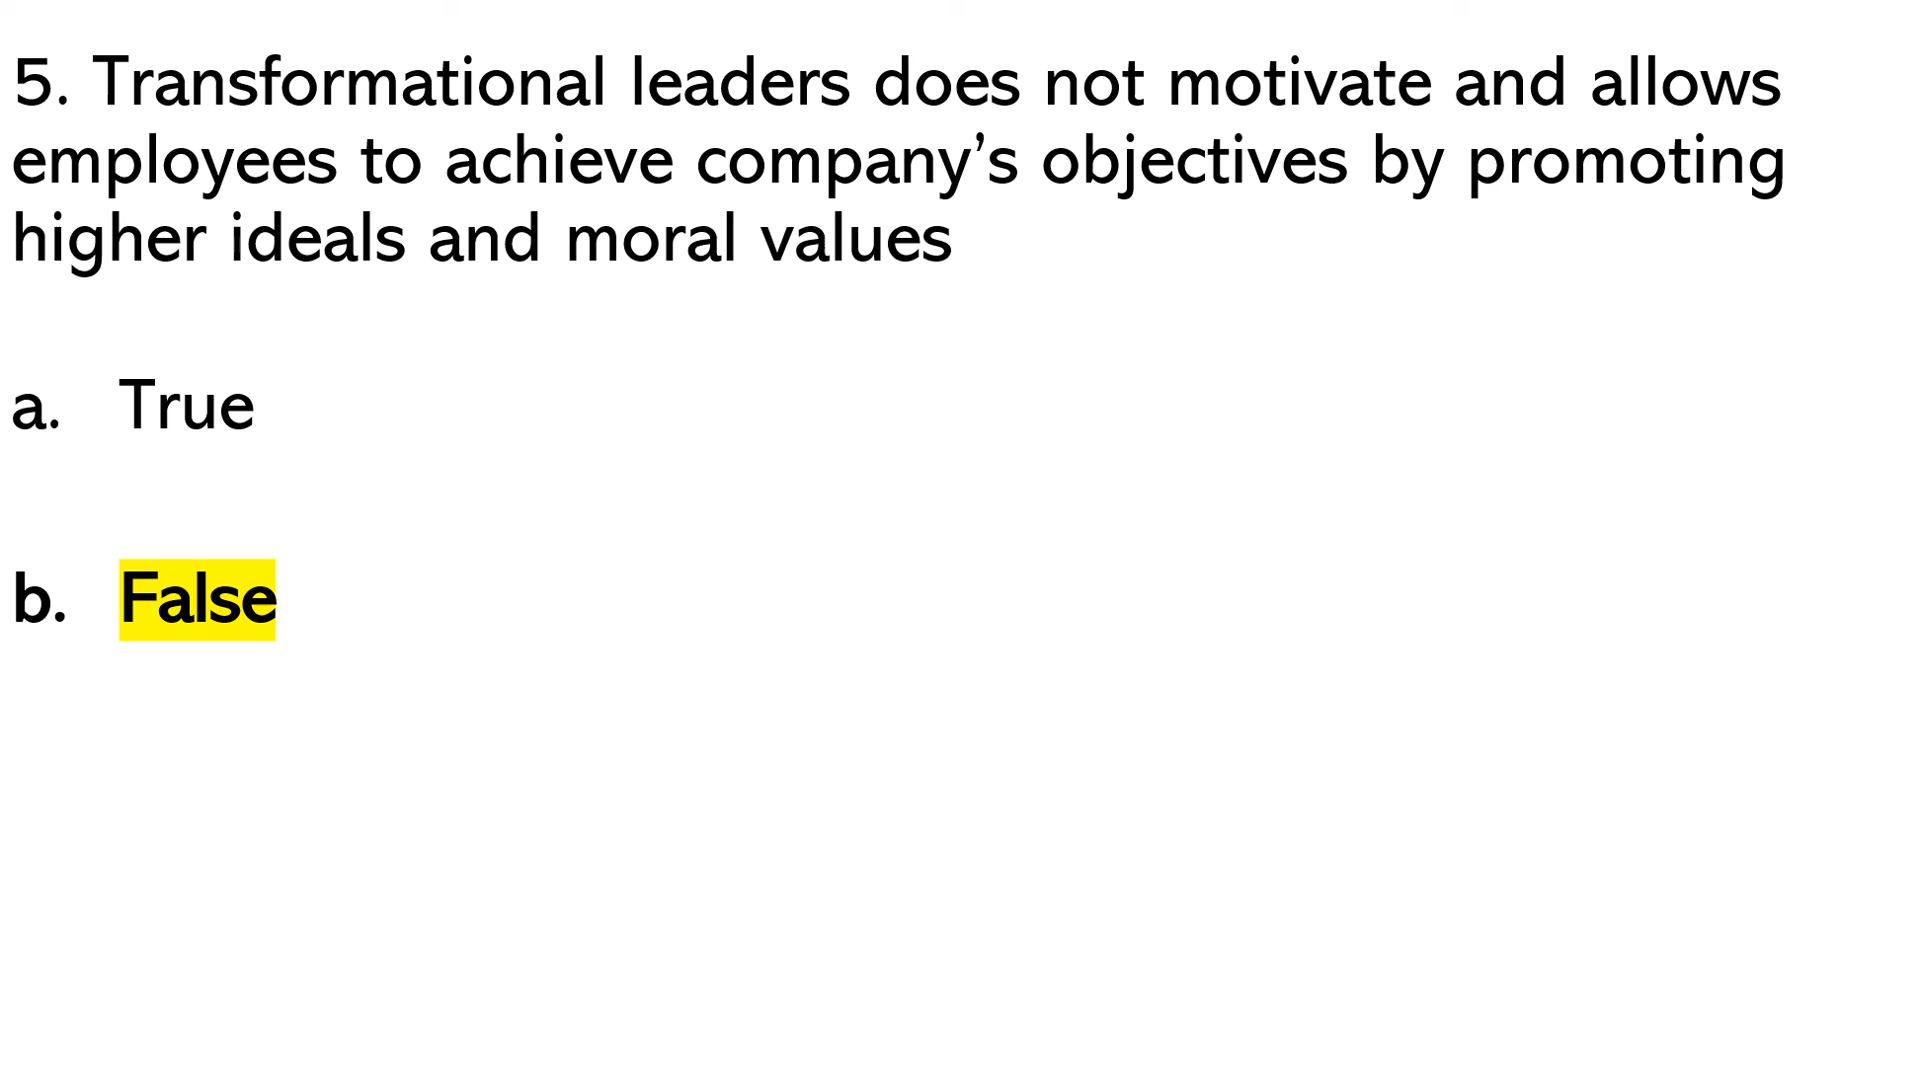 5. Transformational leaders does not motivate and allows
employees to achieve company’s objectives by promoting
higher ideals and moral values
a. True
b. False